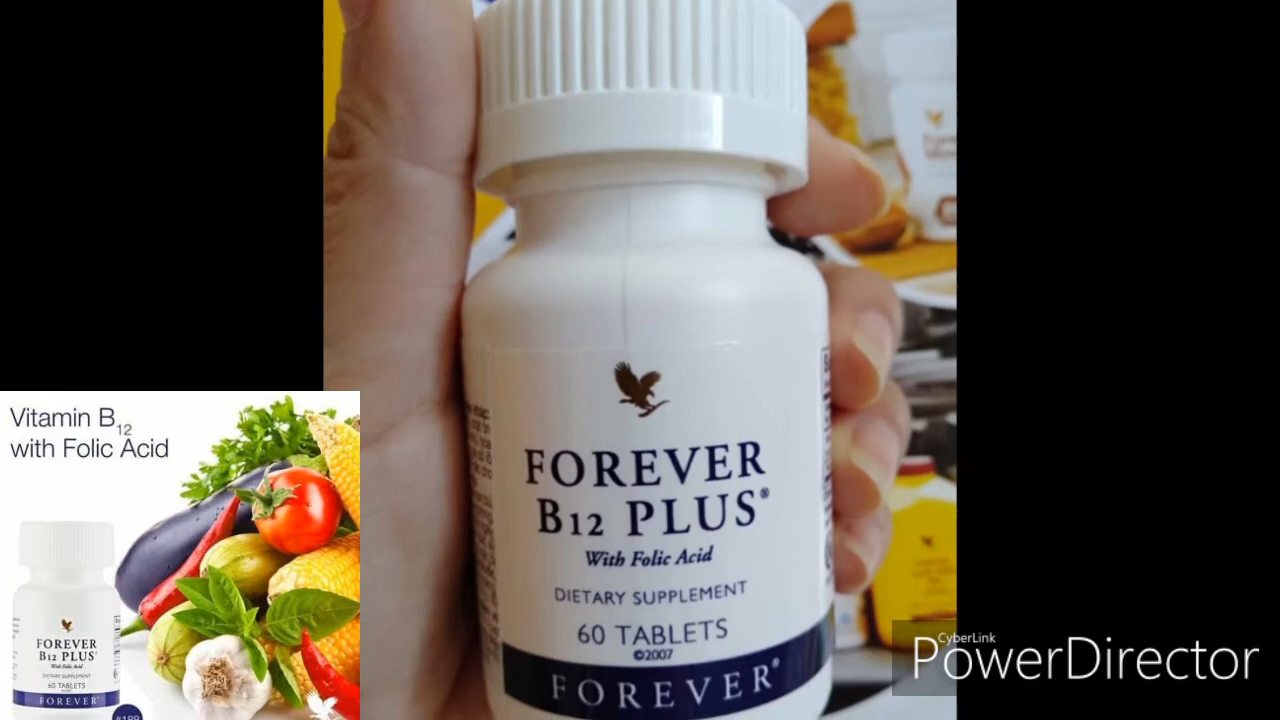 FOREVER
B12 PLUS®
With Folic Acid
DIETARY SUPPLEMENT
60 TABLETS
©2007
FOREVER®
Vitamin B12
with Folic Acid
FOREVER
B12 PLUS®
With Folic Acid
DIETARY SUPPLEMENT
60 TABLETS
FOREVER
#188
CyberLink
PowerDirector